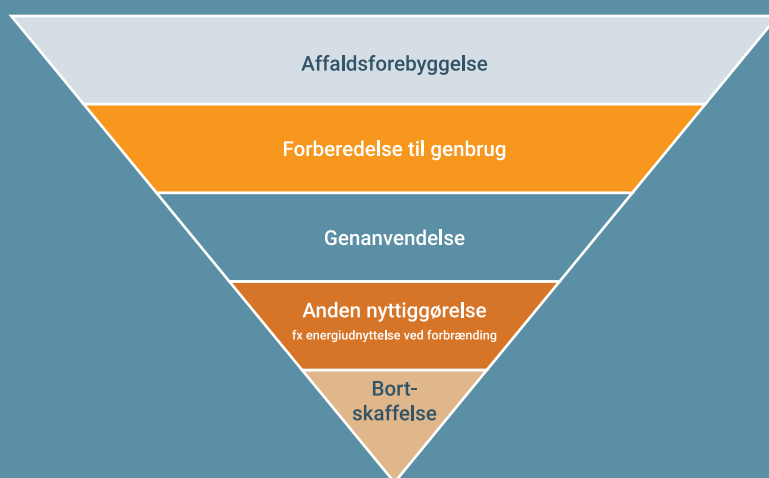 Affaldsforebyggelse
Forberedelse til genbrug
Genanvendelse
Anden nyttiggørelse
fx energiudnyttelse ved forbrænding
Bort-
skaffelse